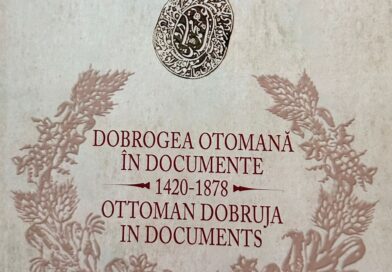 DOBROGEA OTOMANĂ
ÎN DOCUMENTE
1420-1878
OTTOMAN DOBRUJA
IN DOCUMENTS